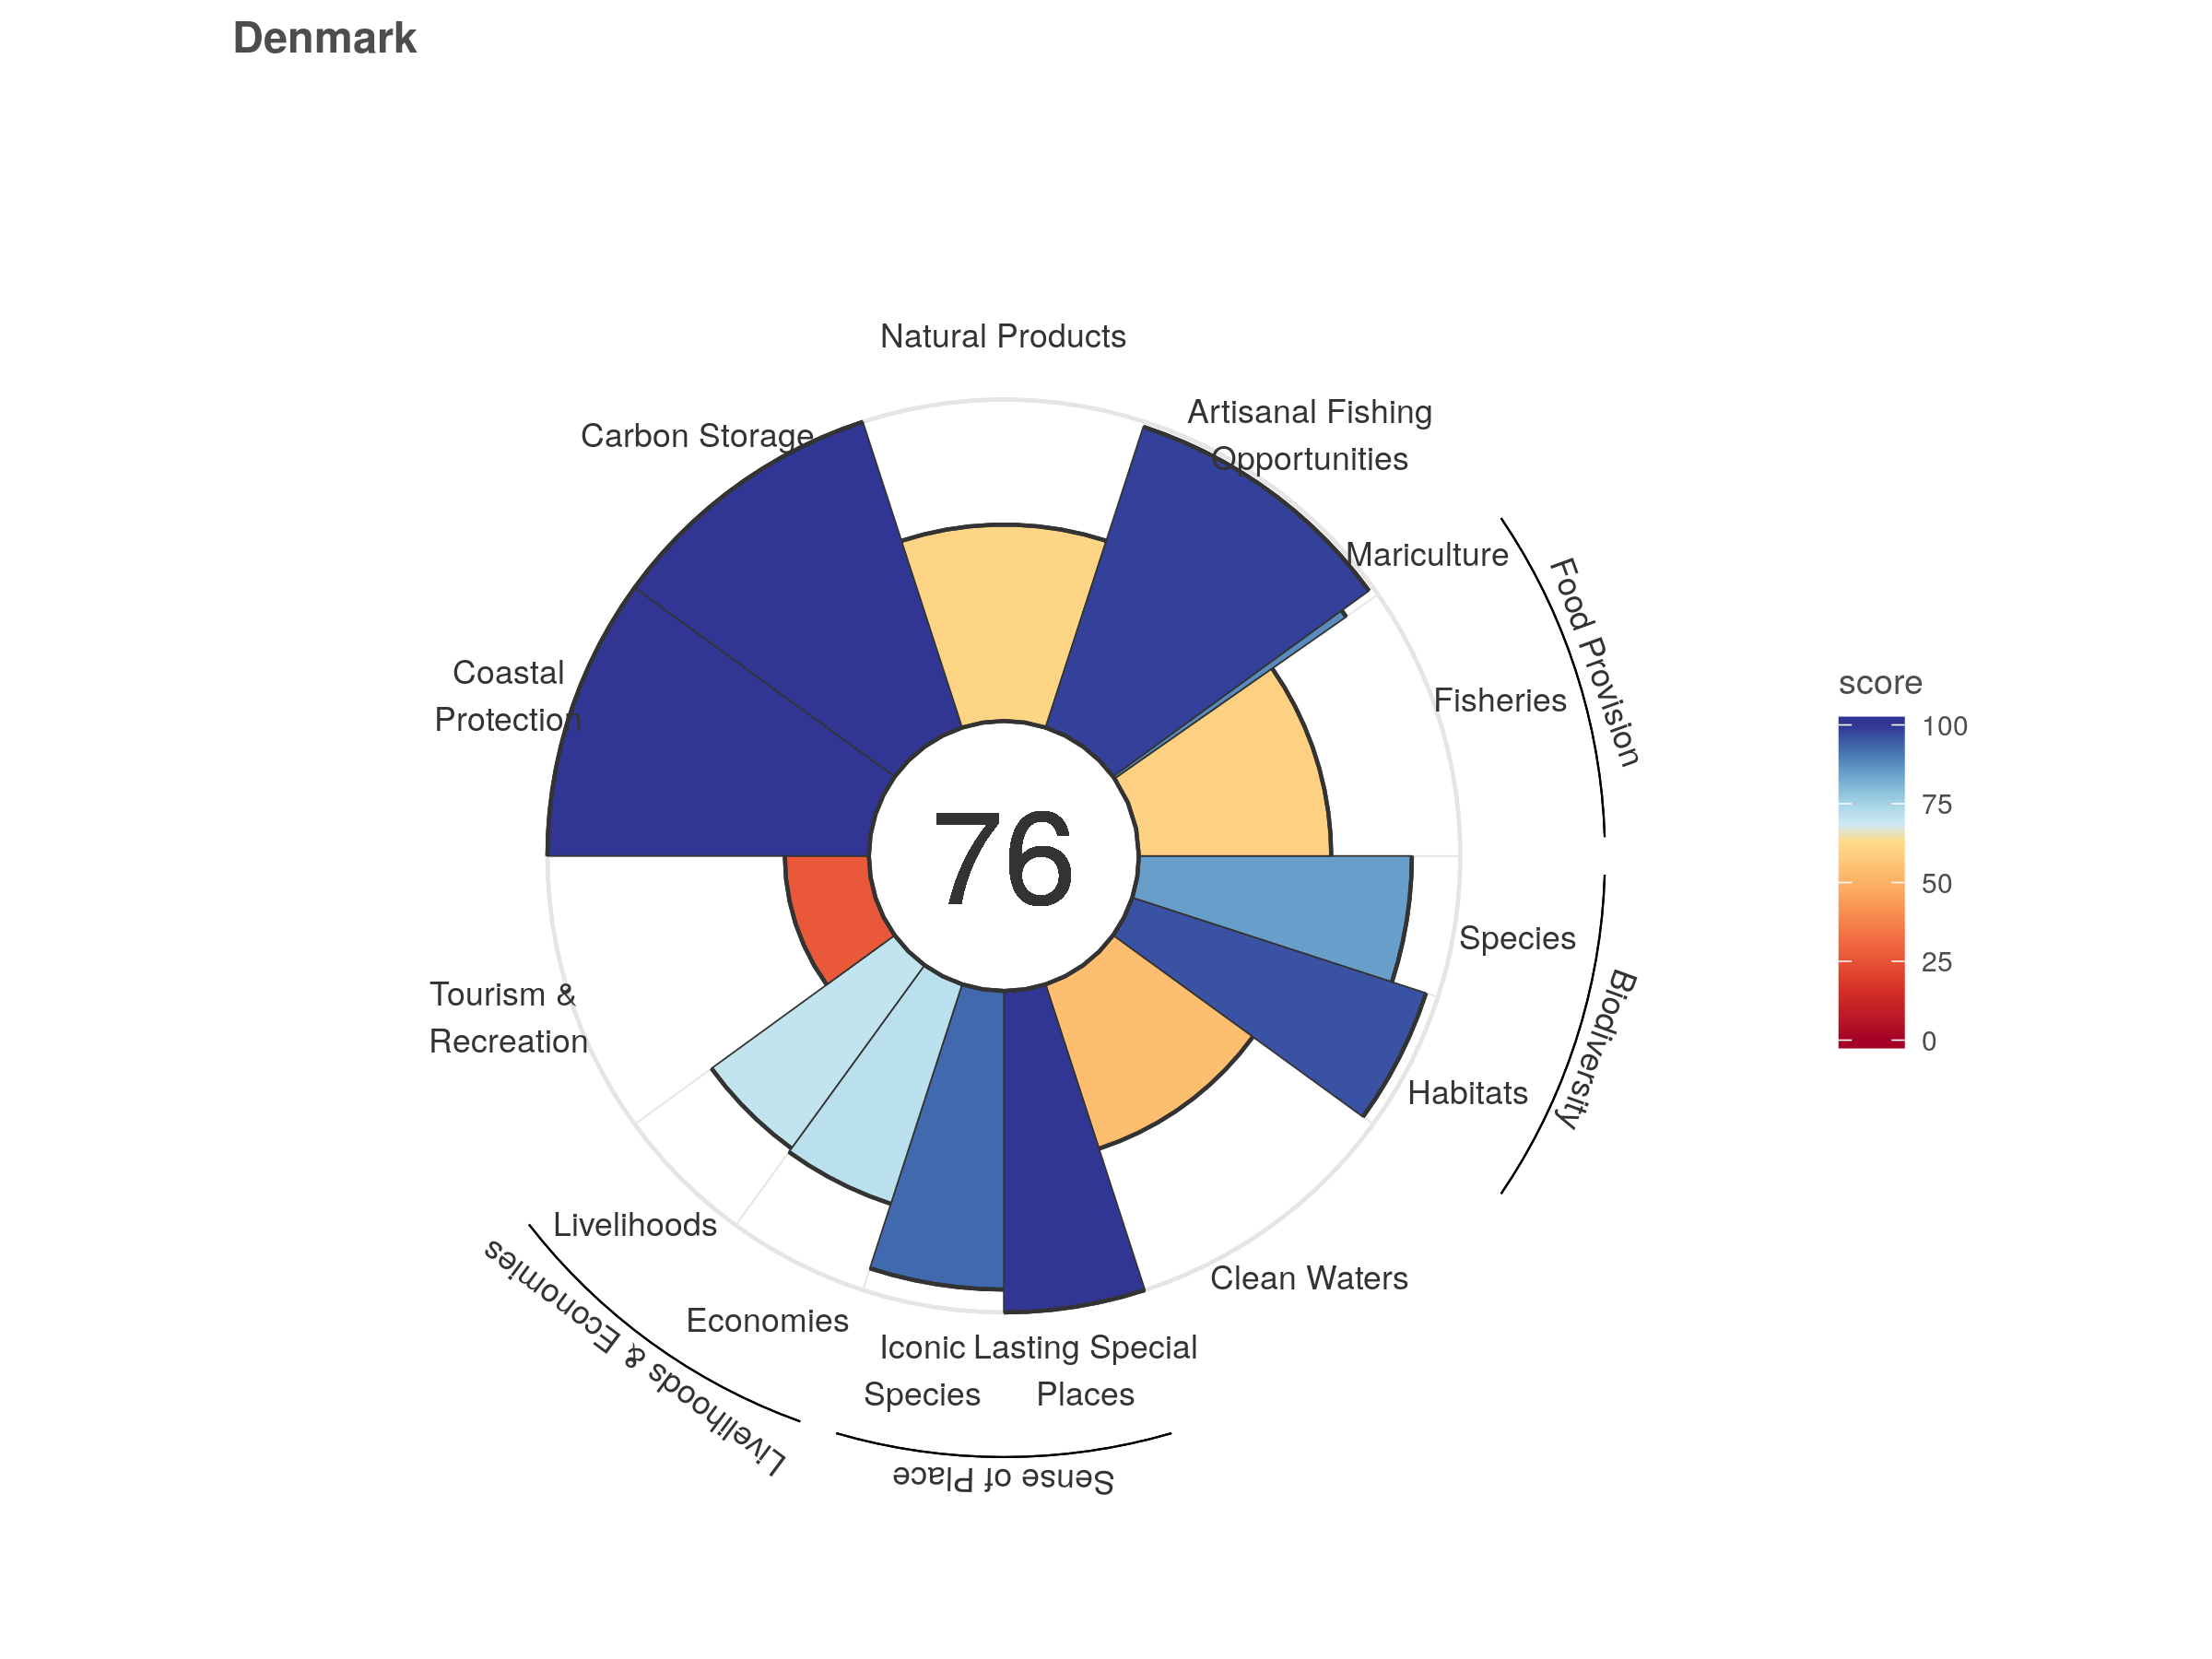 Denmark
Natural Products
Artisanal Fishing
Opportunities
Carbon Storage
Mariculture
Food Provision
Fisheries
Coastal
Protection
score
100
75
50
25
0
76
Species
Biodiversity
Tourism &
Recreation
Habitats
Livelihoods
Clean Waters
Economies
Livelihoods & Economies
Iconic
Species
Lasting Special
Places
Sense of Place